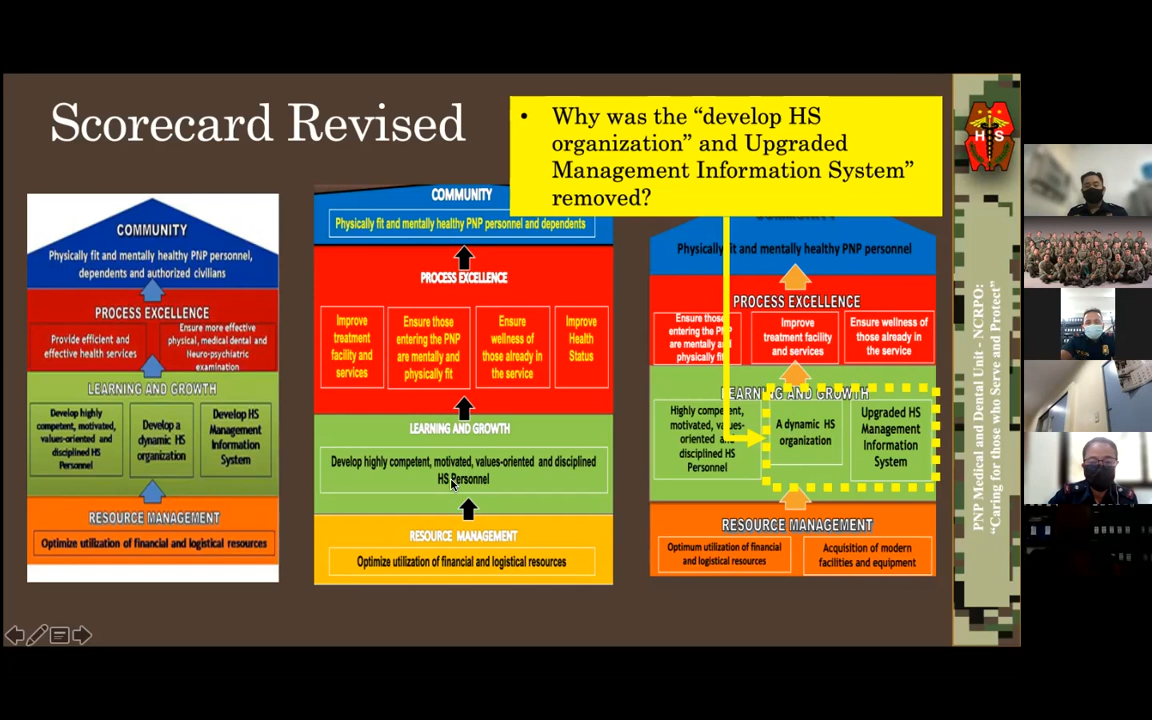 Scorecard Revised
• Why was the “develop HS
organization” and Upgraded
Management Information System”
removed?
COMMUNITY
Physically fit and mentally healthy PNP personnel,
dependents and authorized civilians
PROCESS EXCELLENCE
Provide efficient and
effective health services
Ensure more effective
physical, medical dental and
Neuro-psychiatric
examination
LEARNING AND GROWTH
Develop highly
competent, motivated,
values-oriented and
disciplined HS
Personnel
Develop a
dynamic HS
organization
Develop HS
Management
Information
System
RESOURCE MANAGEMENT
Optimize utilization of financial and logistical resources
COMMUNITY
Physically fit and mentally healthy PNP personnel and dependents
PROCESS EXCELLENCE
Improve
treatment
facility and
services
Ensure those
entering the PNP
are mentally and
physically fit
Ensure
wellness of
those already in
the service
Improve
Health
Status
LEARNING AND GROWTH
Develop highly competent, motivated, values-oriented and disciplined
HS Personnel
RESOURCE MANAGEMENT
Optimize utilization of financial and logistical resources
Physically fit and mentally healthy PNP personnel
PROCESS EXCELLENCE
Ensure those
entering the PNP
are mentally and
physically fit
Improve
treatment facility
and services
Ensure wellness of
those already in
the service
LEARNING AND GROWTH
Highly competent,
motivated, values-
oriented and
disciplined HS
Personnel
A dynamic HS
organization
Upgraded HS
Management
Information
System
RESOURCE MANAGEMENT
Optimum utilization of financial
and logistical resources
Acquisition of modern
facilities and equipment
HS
PNP Medical and Dental Unit - NCRPO:
“Caring for those who Serve and Protect”